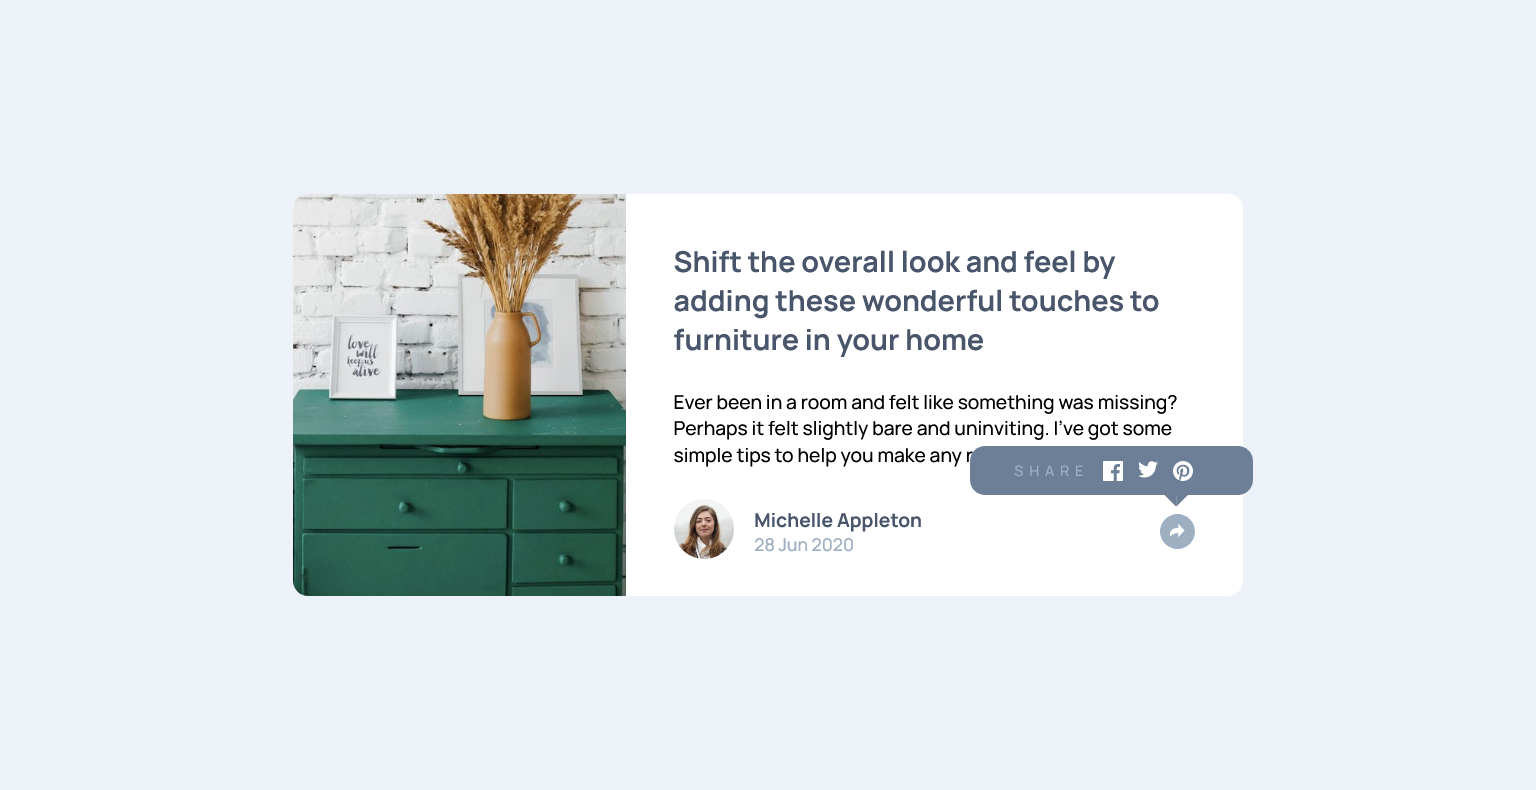 love
will
keep us
alive
Shift the overall look and feel by
adding these wonderful touches to
furniture in your home
Ever been in a room and felt like something was missing?
Perhaps it felt slightly bare and uninviting. I've got some
simple tips to help you make any
SHARE
Michelle Appleton
28 Jun 2020